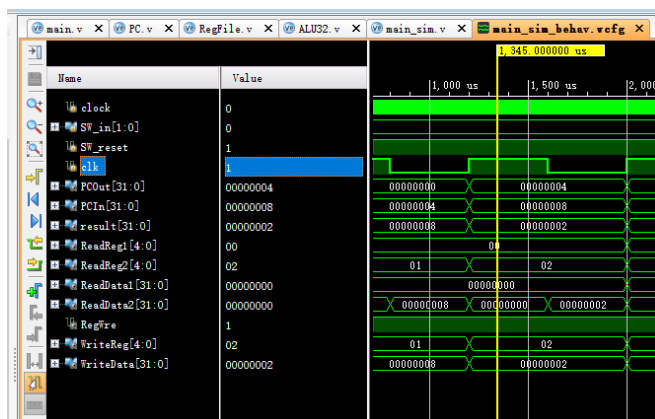 main.v PC.v RegFile.v ALU32.v main_sim.v main_sim_behav.wcfg
1,345.000000 us
Name Value 1,000 us 1,500 us 2,000
clock 0
SW_in[1:0] 0
SW_reset 1
clk 1
PCOut[31:0] 00000004 00000000 00000004
PCIn[31:0] 00000008 00000004 00000008
result[31:0] 00000002 00000008 00000002
ReadReg1[4:0] 00 00
ReadReg2[4:0] 02 01 02
ReadData1[31:0] 00000000 00000000
ReadData2[31:0] 00000000 00000008 00000000 00000002
RegWre 1
WriteReg[4:0] 02 01 02
WriteData[31:0] 00000002 00000008 00000002